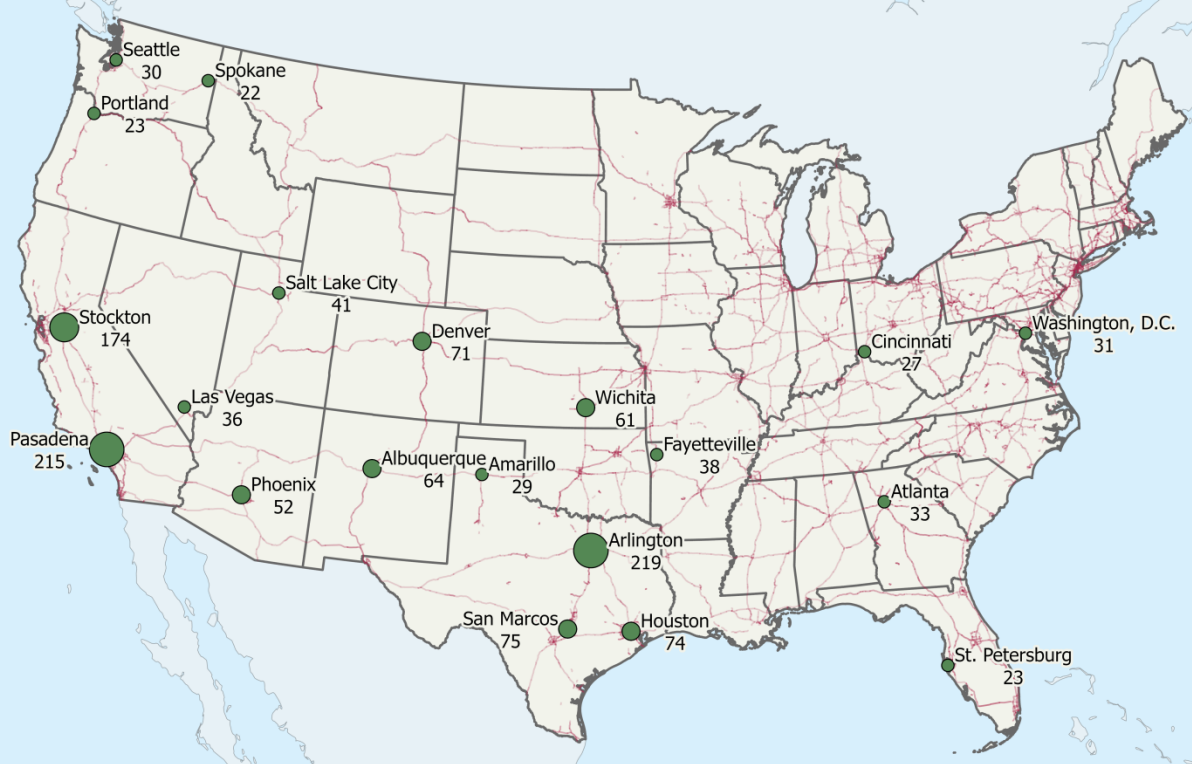 Seattle
30
Spokane
22
Portland
23
Salt Lake City
41
Stockton
174
Denver
71
Washington, D.C.
31
Cincinnati
27
Las Vegas
36
Wichita
61
Pasadena
215
Fayetteville
38
Albuquerque
64
Amarillo
29
Phoenix
52
Atlanta
33
Arlington
219
San Marcos
75
Houston
74
St. Petersburg
23